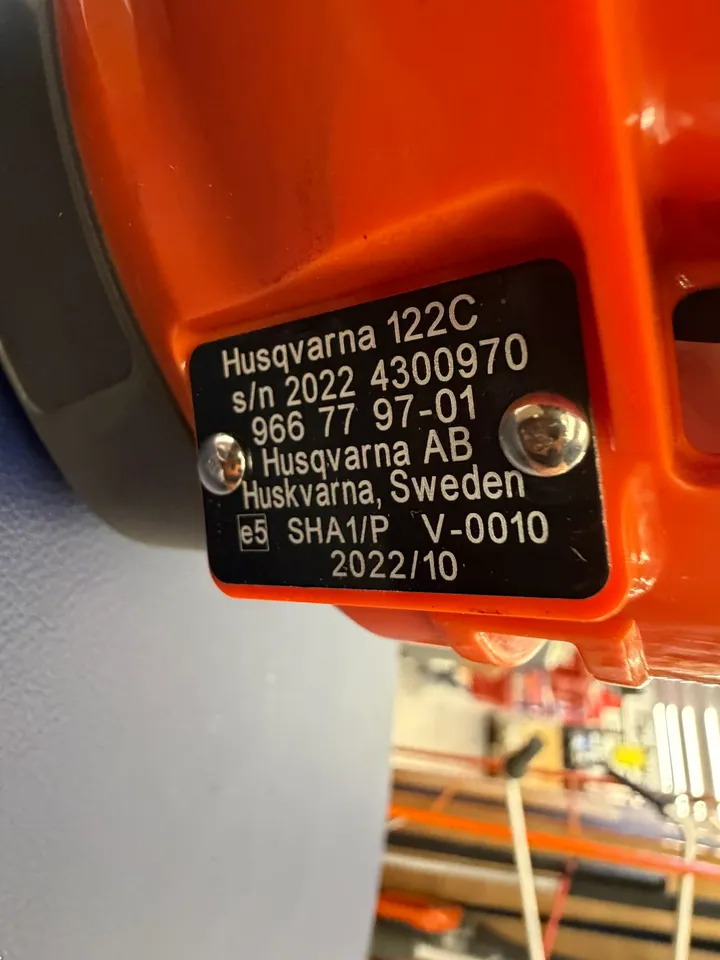 Husqvarna 122C
s/n 2022 4300970
966 77 97-01
Husqvarna AB
Huskvarna, Sweden
e5 SHA1/P V-0010
2022/10